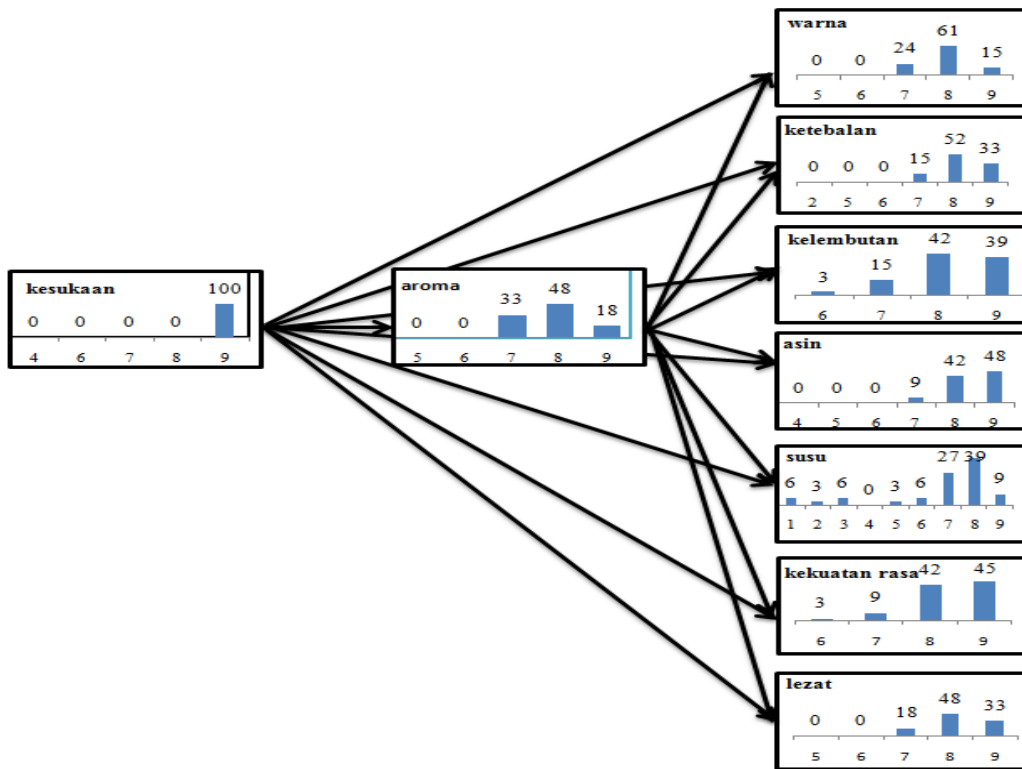 kesukaan
100
0 0 0 0
4 6 7 8 9
aroma
33 48 18
0 0
5 6 7 8 9
warna
61
24 15
0 0
5 6 7 8 9
ketebalan
52
33
15
0 0 0
2 5 6 7 8 9
kelembutan
42 39
15
3
6 7 8 9
asin
42 48
9
0 0 0
4 5 6 7 8 9
susu
27 39
6 3 6 0 3 6 9
1 2 3 4 5 6 7 8 9
kekuatan rasa
42 45
3 9
6 7 8 9
lezat
48
33
18
0 0
5 6 7 8 9